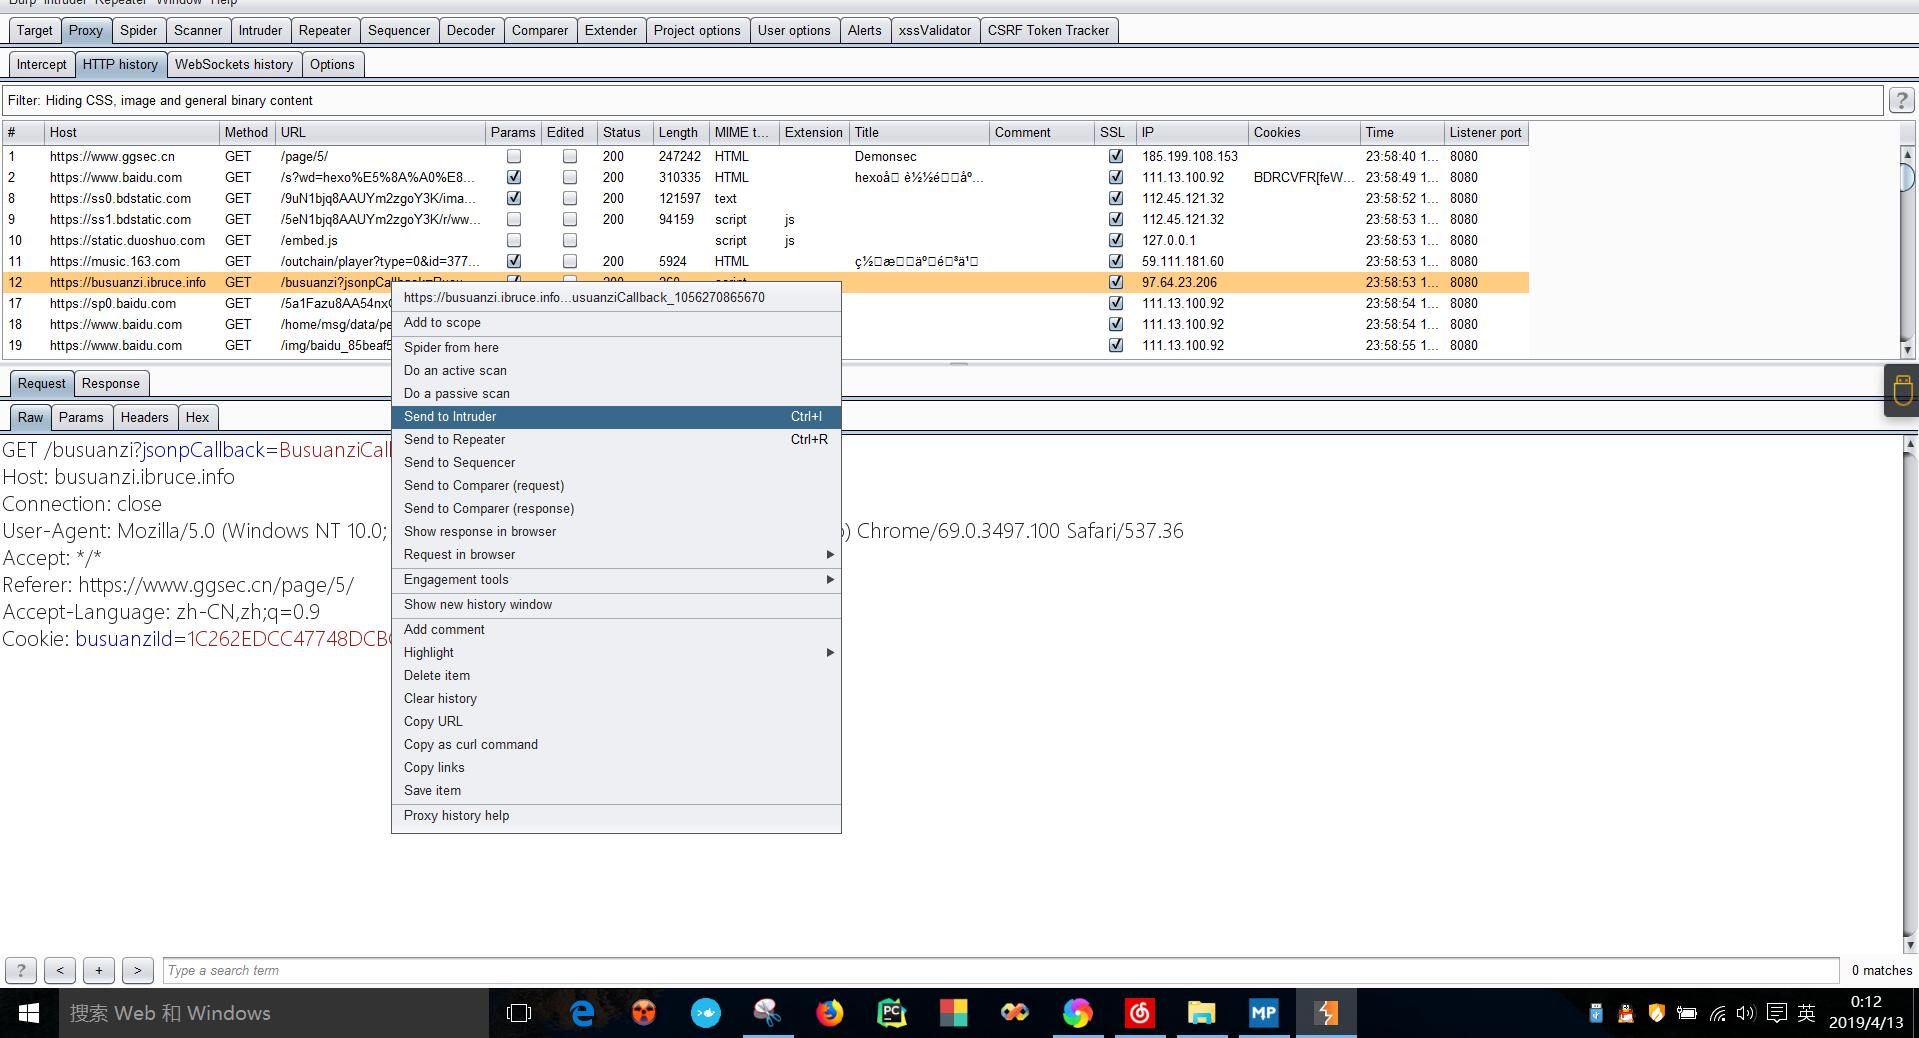 Burp Intruder Repeater Window Help
Target Proxy Spider Scanner Intruder Repeater Sequencer Decoder Comparer Extender Project options User options Alerts xssValidator CSRF Token Tracker
Intercept HTTP history WebSockets history Options
Filter: Hiding CSS, image and general binary content ?
# Host Method URL Params Edited Status Length MIME t... Extension Title Comment SSL IP Cookies Time Listener port
1 https://www.ggsec.cn GET /page/5/ 200 247242 HTML Demonsec 185.199.108.153 23:58:40 1... 8080
2 https://www.baidu.com GET /s?wd=hexo%E5%8A%A0%E8... 200 310335 HTML 111.13.100.92 BDRCVFR[feW... 23:58:49 1... 8080
8 https://ss0.bdstatic.com GET /9uN1bjq8AAUYm2zgoY3K/ima... 200 121597 text 112.45.121.32 23:58:52 1... 8080
9 https://ss1.bdstatic.com GET /5eN1bjq8AAUYm2zgoY3K/r/ww... 200 94159 script js 112.45.121.32 23:58:53 1... 8080
10 https://static.duoshuo.com GET /embed.js script js 127.0.0.1 23:58:53 1... 8080
11 https://music.163.com GET /outchain/player?type=0&id=377... 200 5924 HTML 59.111.181.60 23:58:53 1... 8080
12 https://busuanzi.ibruce.info GET /busuanzi?jsonpCallback=Busu... 200 script 97.64.23.206 23:58:53 1... 8080
17 https://sp0.baidu.com GET /5a1Fazu8AA54nx 111.13.100.92 23:58:54 1... 8080
18 https://www.baidu.com GET /home/msg/data/pe 111.13.100.92 23:58:54 1... 8080
19 https://www.baidu.com GET /img/baidu_85beaf5 111.13.100.92 23:58:55 1... 8080
https://busuanzi.ibruce.info...usuanziCallback_1056270865670
Add to scope
Spider from here
Do an active scan
Do a passive scan
Send to Intruder Ctrl+I
Send to Repeater Ctrl+R
Send to Sequencer
Send to Comparer (request)
Send to Comparer (response)
Show response in browser
Request in browser
Engagement tools
Show new history window
Add comment
Highlight
Delete item
Clear history
Copy URL
Copy as curl command
Copy links
Save item
Proxy history help
Request Response
Raw Params Headers Hex
GET /busuanzi?jsonpCallback=BusuanziCall
Host: busuanzi.ibruce.info
Connection: close
User-Agent: Mozilla/5.0 (Windows NT 10.0; ) Chrome/69.0.3497.100 Safari/537.36
Accept: */*
Referer: https://www.ggsec.cn/page/5/
Accept-Language: zh-CN,zh;q=0.9
Cookie: busuanziId=1C262EDCC47748DCB
? < + > Type a search term 0 matches
搜索 Web 和 Windows PC MP 英 0:12
2019/4/13